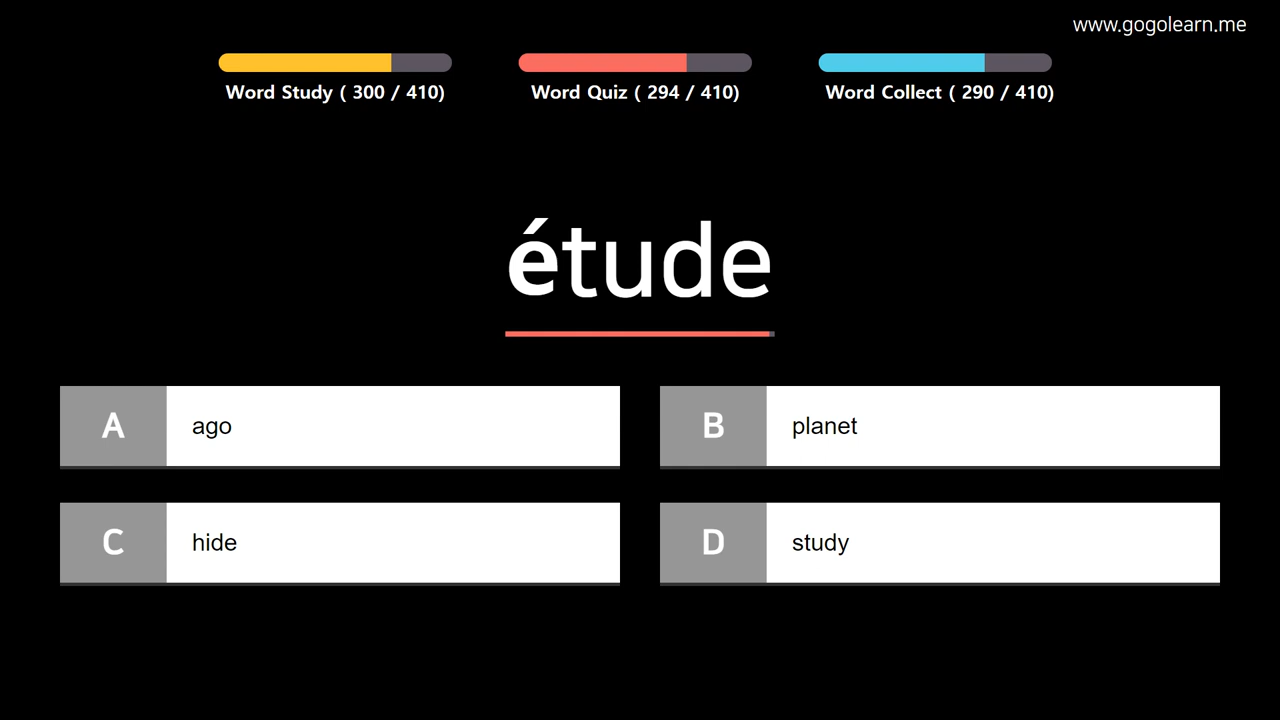 www.gogolearn.me
Word Study ( 300 / 410)
Word Quiz ( 294 / 410)
Word Collect ( 290 / 410)
étude
A ago
B planet
C hide
D study